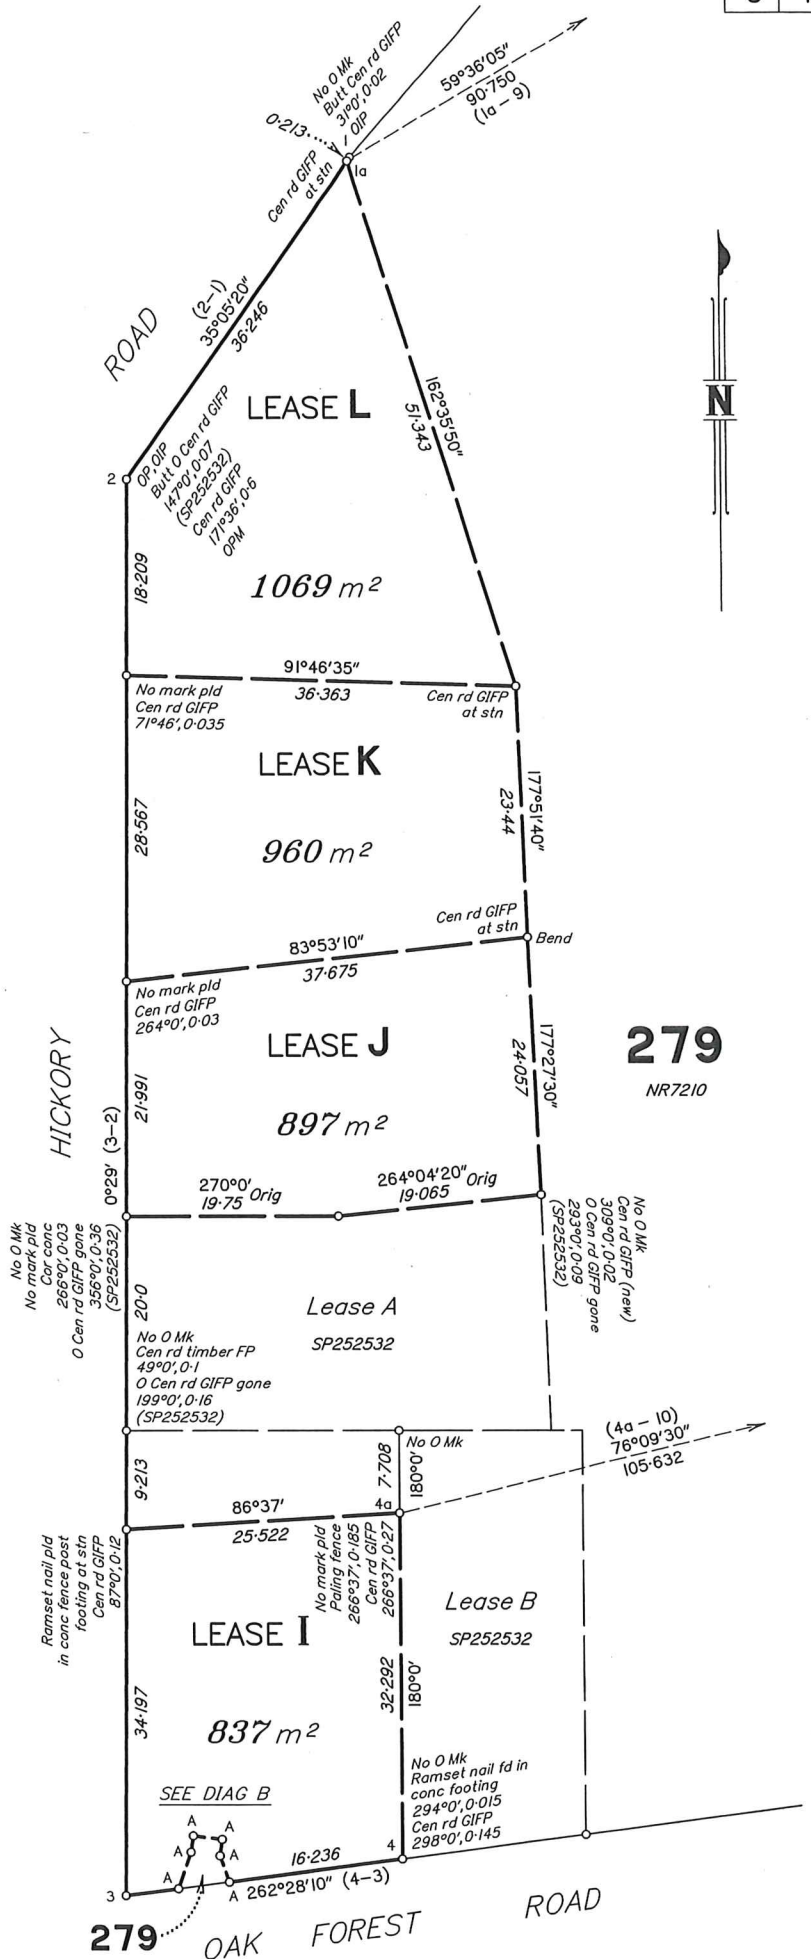 No O Mk
Butt Cen rd GIFP
31°0',0·02
OIP
0·213
59°36'05"
90·750
(1a – 9)
Cen rd GIFP
at stn
1a
ROAD
(2–1)
35°05'20"
36·246
LEASE L
162°35'50"
51·343
N
2
OP, OIP
Butt O Cen rd GIFP
147°0',0·07
(SP252532)
Cen rd GIFP
171°36',0·6
OPM
18·209
1069 m²
91°46'35"
36·363
No mark pld
Cen rd GIFP
71°46',0·035
Cen rd GIFP
at stn
LEASE K
28·567
960 m²
177°51'40"
23·44
Cen rd GIFP
at stn
Bend
83°53'10"
37·675
No mark pld
Cen rd GIFP
264°0',0·03
HICKORY
LEASE J
21·991
897 m²
177°27'30"
24·057
279
NR7210
0°29' (3–2)
270°0'
19·75 Orig
264°04'20" Orig
19·065
No O Mk
No mark pld
Cor conc
266°0',0·03
O Cen rd GIFP gone
356°0',0·36
(SP252532)
No O Mk
Cen rd GIFP (new)
309°0',0·02
O Cen rd GIFP gone
293°0',0·09
(SP252532)
20·0
Lease A
SP252532
No O Mk
Cen rd timber FP
49°0',0·1
O Cen rd GIFP gone
199°0',0·16
(SP252532)
No O Mk
9·213
7·708
180°0'
(4a – 10)
76°09'30"
105·632
86°37'
25·522
4a
Ramset nail pld
in conc fence post
footing at stn
Cen rd GIFP
87°0',0·12
No mark pld
Paling fence
266°37',0·185
Cen rd GIFP
266°37',0·27
LEASE I
Lease B
SP252532
34·197
837 m²
32·292
180°0'
No O Mk
Ramset nail fd in
conc footing
294°0',0·015
Cen rd GIFP
298°0',0·145
SEE DIAG B
A A
A A
A A
16·236
262°28'10" (4–3)
4
3
279
OAK FOREST ROAD